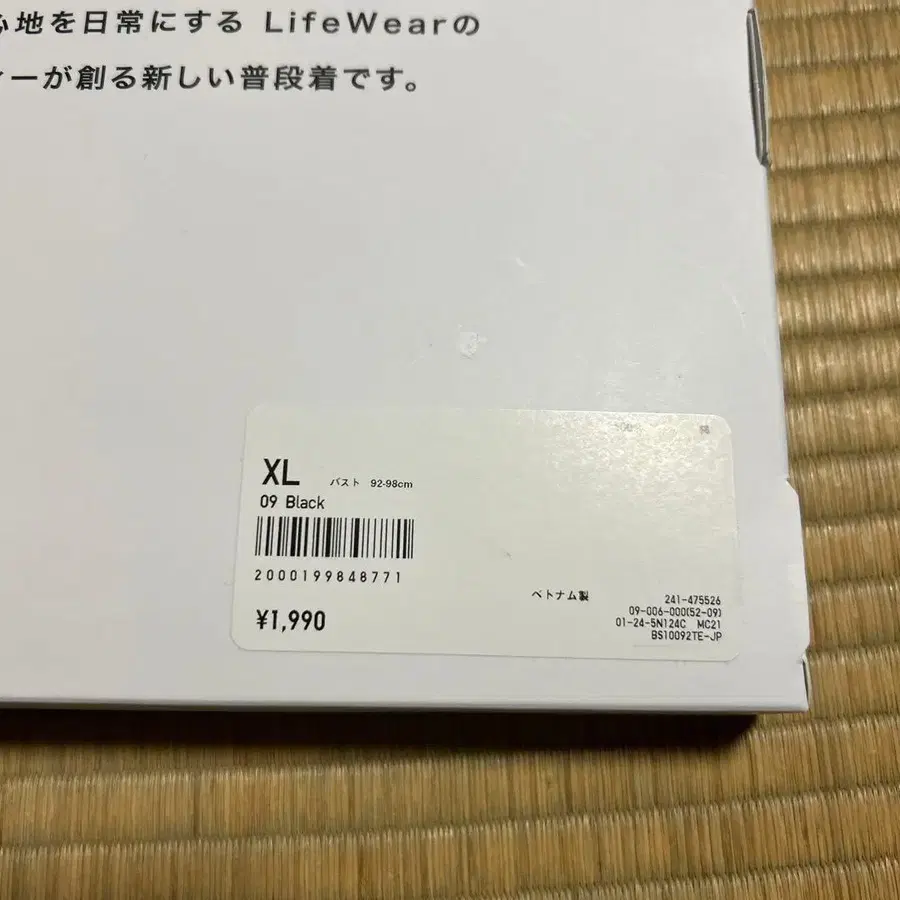 心地を日常にする LifeWearの
ィーが創る新しい普段着です。
XL バスト 92-98cm
09 Black
2000199848771
¥1,990
ベトナム製
241-475526
09-006-000(52-09)
01-24-5N124C MC21
BS10092TE-JP